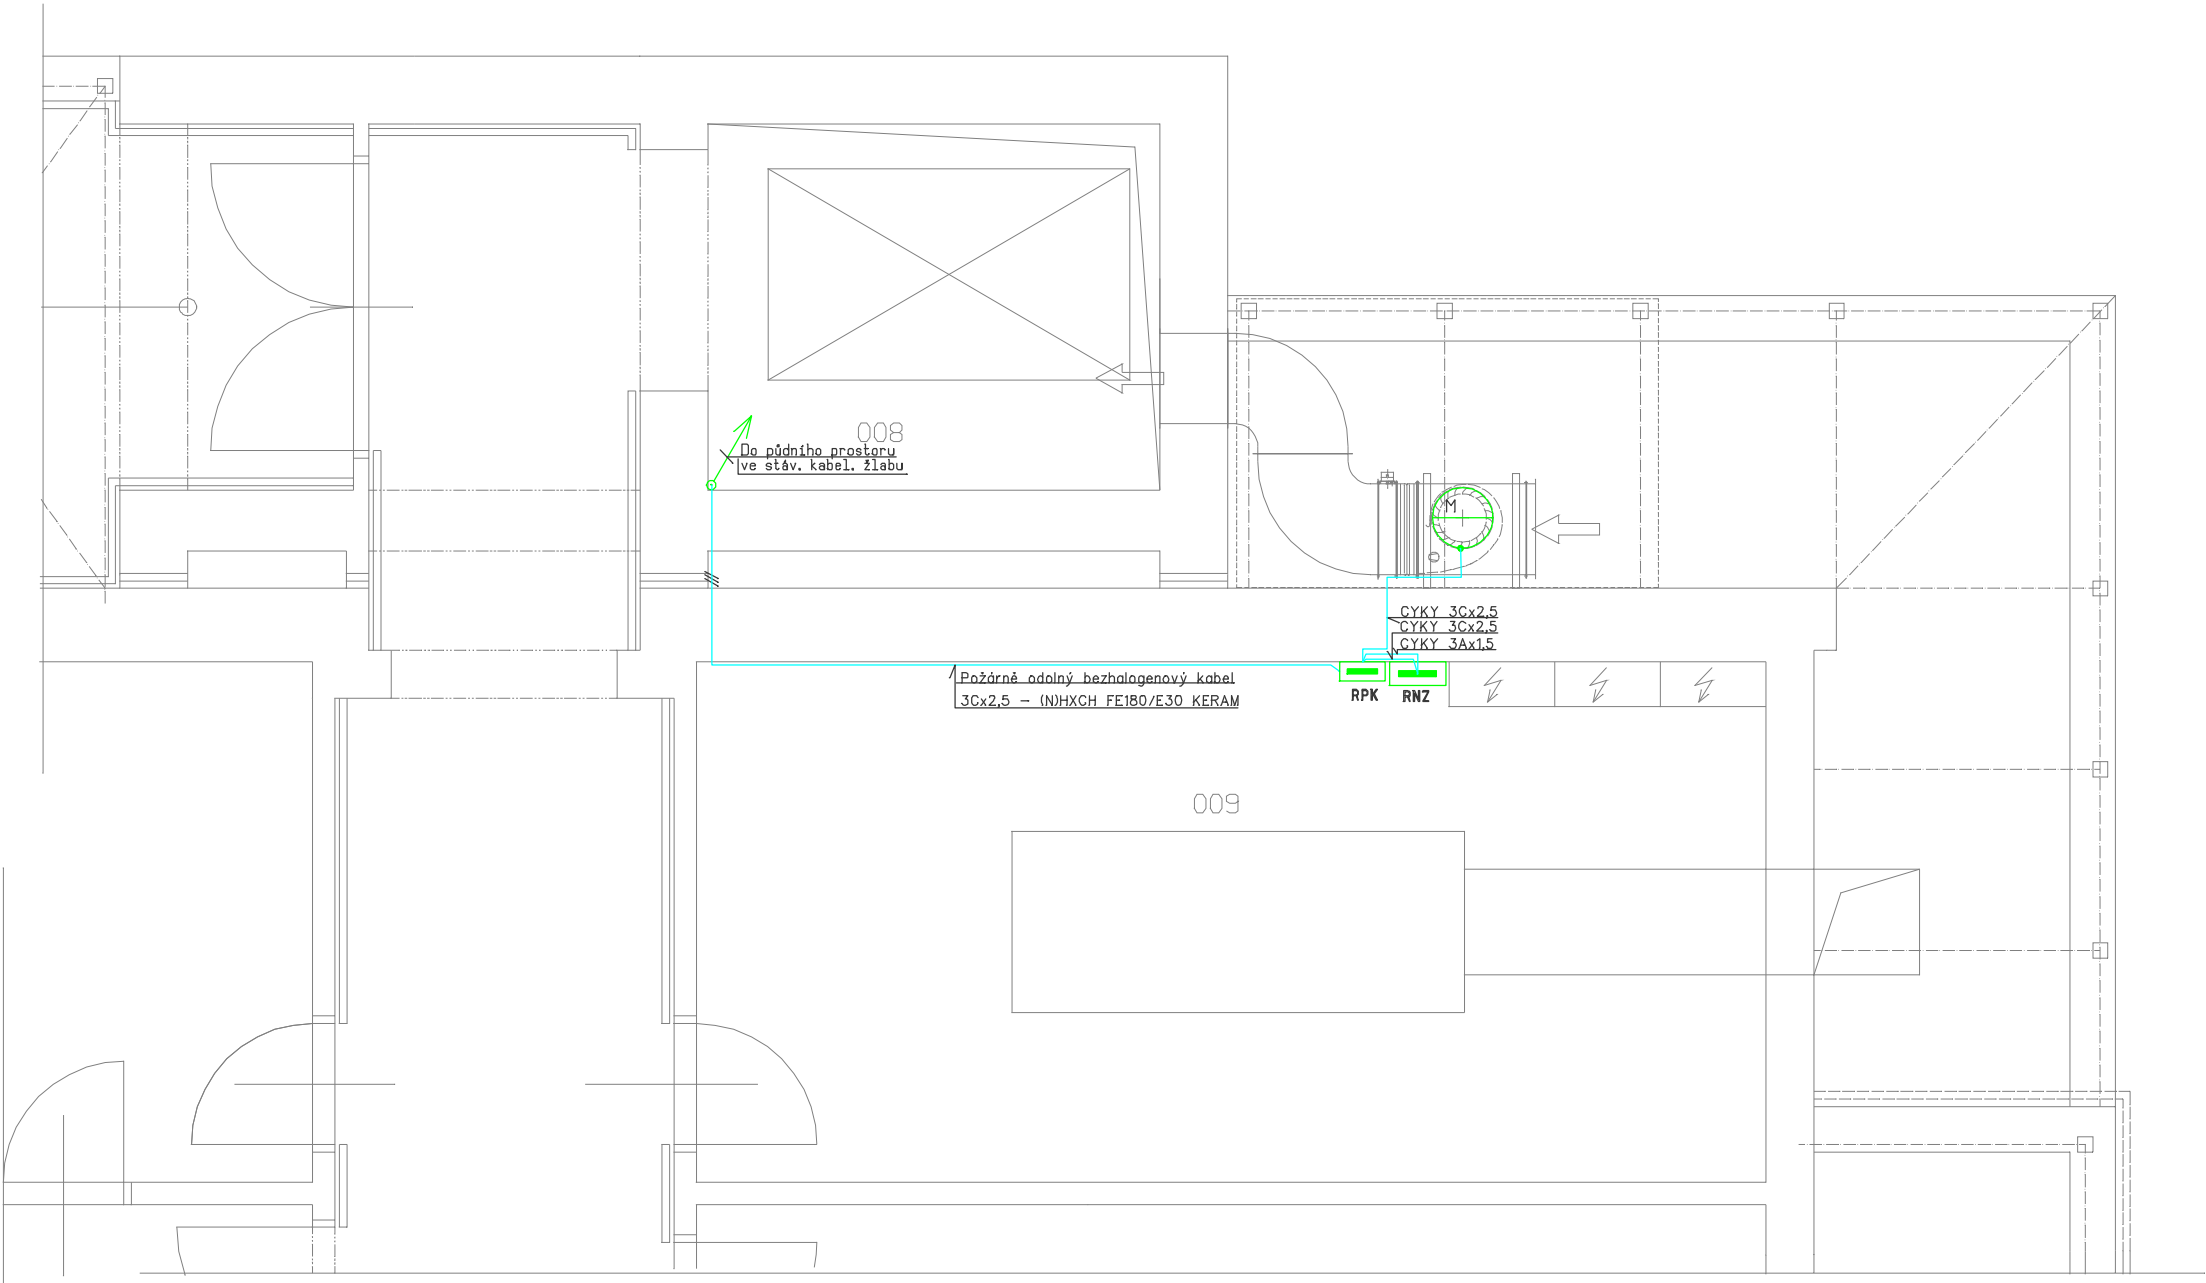 008
Do půdního prostoru
ve stáv. kabel. žlabu
M
CYKY 3Cx2,5
CYKY 3Cx2,5
CYKY 3Ax1,5
Požárně odolný bezhalogenový kabel
3Cx2,5 – (N)HXCH FE180/E30 KERAM
RPK
RNZ
009